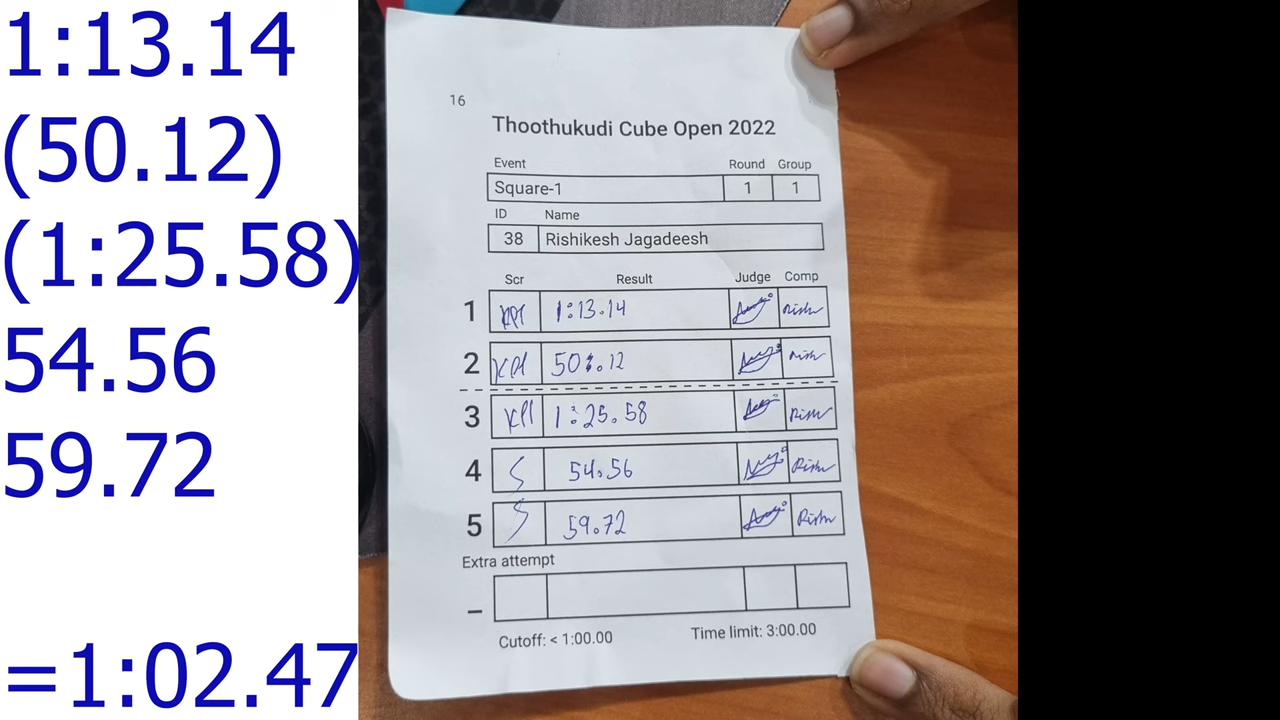 1:13.14
(50.12)
(1:25.58)
54.56
59.72
=1:02.47
16
Thoothukudi Cube Open 2022
Event Round Group
Square-1 1 1
ID Name
38 Rishikesh Jagadeesh
Scr Result Judge Comp
1 1:13.14
2 50.12
3 1:25.58
4 S 54.56
5 S 59.72
Extra attempt
–
Cutoff: < 1:00.00 Time limit: 3:00.00